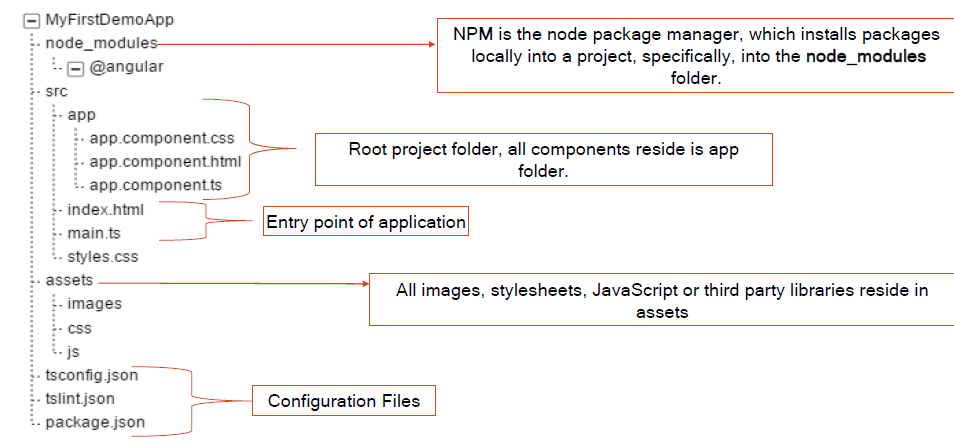 MyFirstDemoApp
node_modules
@angular
src
app
app.component.css
app.component.html
app.component.ts
index.html
main.ts
styles.css
assets
images
css
js
tsconfig.json
tslint.json
package.json
NPM is the node package manager, which installs packages
locally into a project, specifically, into the node_modules
folder.
Root project folder, all components reside is app
folder.
Entry point of application
All images, stylesheets, JavaScript or third party libraries reside in
assets
Configuration Files